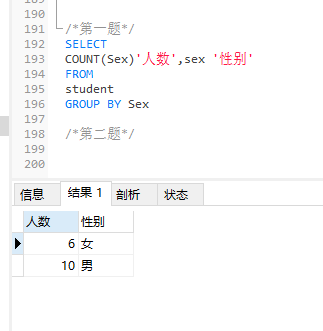 190
191 /*第一题*/
192 SELECT
193 COUNT(Sex)'人数',sex '性别'
194 FROM
195 student
196 GROUP BY Sex
197
198 /*第二题*/
199
200
信息 结果 1 剖析 状态
人数 性别
6 女
10 男